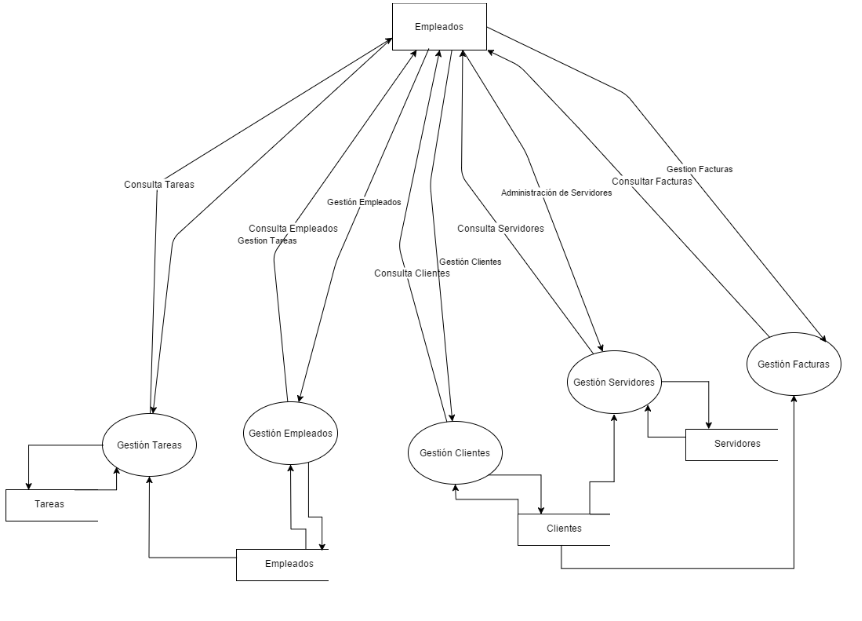 Empleados
Gestion Facturas
Consultar Facturas
Consulta Tareas
Administración de Servidores
Gestión Empleados
Consulta Empleados
Consulta Servidores
Gestion Tareas
Gestión Clientes
Consulta Clientes
Gestión Facturas
Gestión Servidores
Gestión Empleados
Gestión Tareas
Servidores
Gestión Clientes
Tareas
Clientes
Empleados